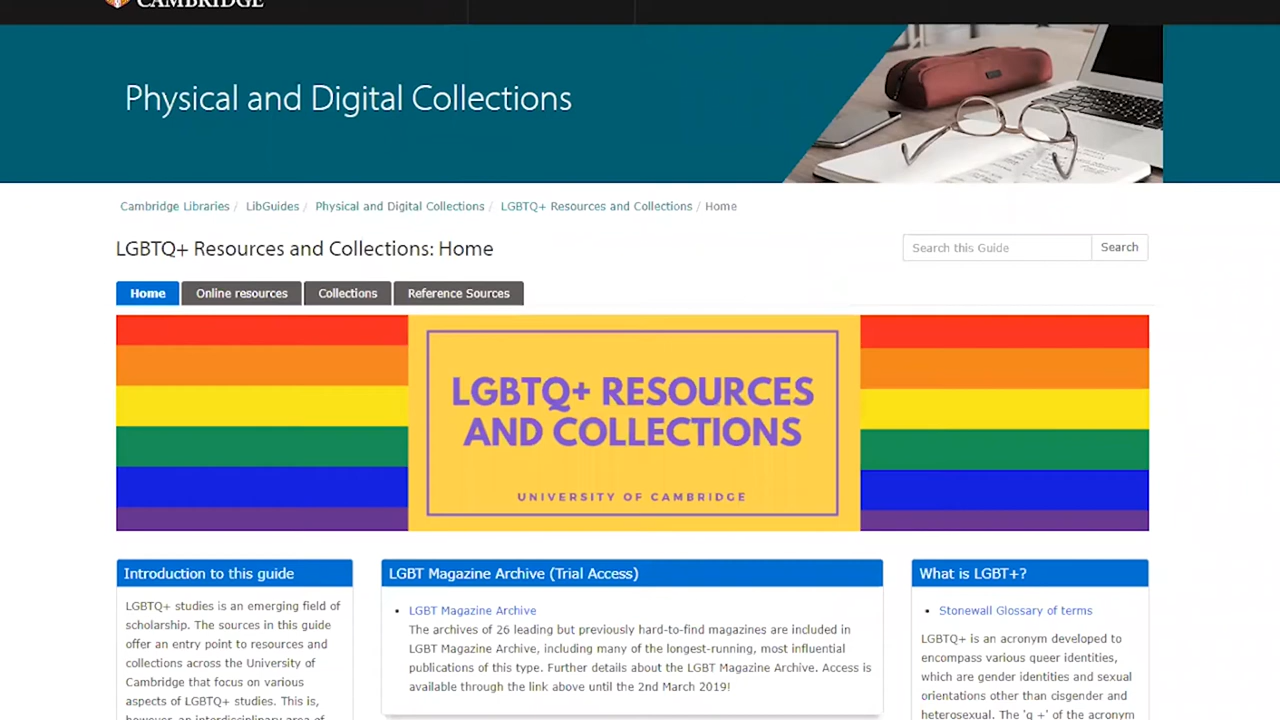 CAMBRIDGE
Physical and Digital Collections
Cambridge Libraries / LibGuides / Physical and Digital Collections / LGBTQ+ Resources and Collections / Home
LGBTQ+ Resources and Collections: Home
Search this Guide Search
Home Online resources Collections Reference Sources
LGBTQ+ RESOURCES
AND COLLECTIONS
UNIVERSITY OF CAMBRIDGE
Introduction to this guide
LGBTQ+ studies is an emerging field of
scholarship. The sources in this guide
offer an entry point to resources and
collections across the University of
Cambridge that focus on various
aspects of LGBTQ+ studies. This is,
however, an interdisciplinary area of
LGBT Magazine Archive (Trial Access)
• LGBT Magazine Archive
The archives of 26 leading but previously hard-to-find magazines are included in
LGBT Magazine Archive, including many of the longest-running, most influential
publications of this type. Further details about the LGBT Magazine Archive. Access is
available through the link above until the 2nd March 2019!
What is LGBT+?
• Stonewall Glossary of terms
LGBTQ+ is an acronym developed to
encompass various queer identities,
which are gender identities and sexual
orientations other than cisgender and
heterosexual. The 'q +' of the acronym